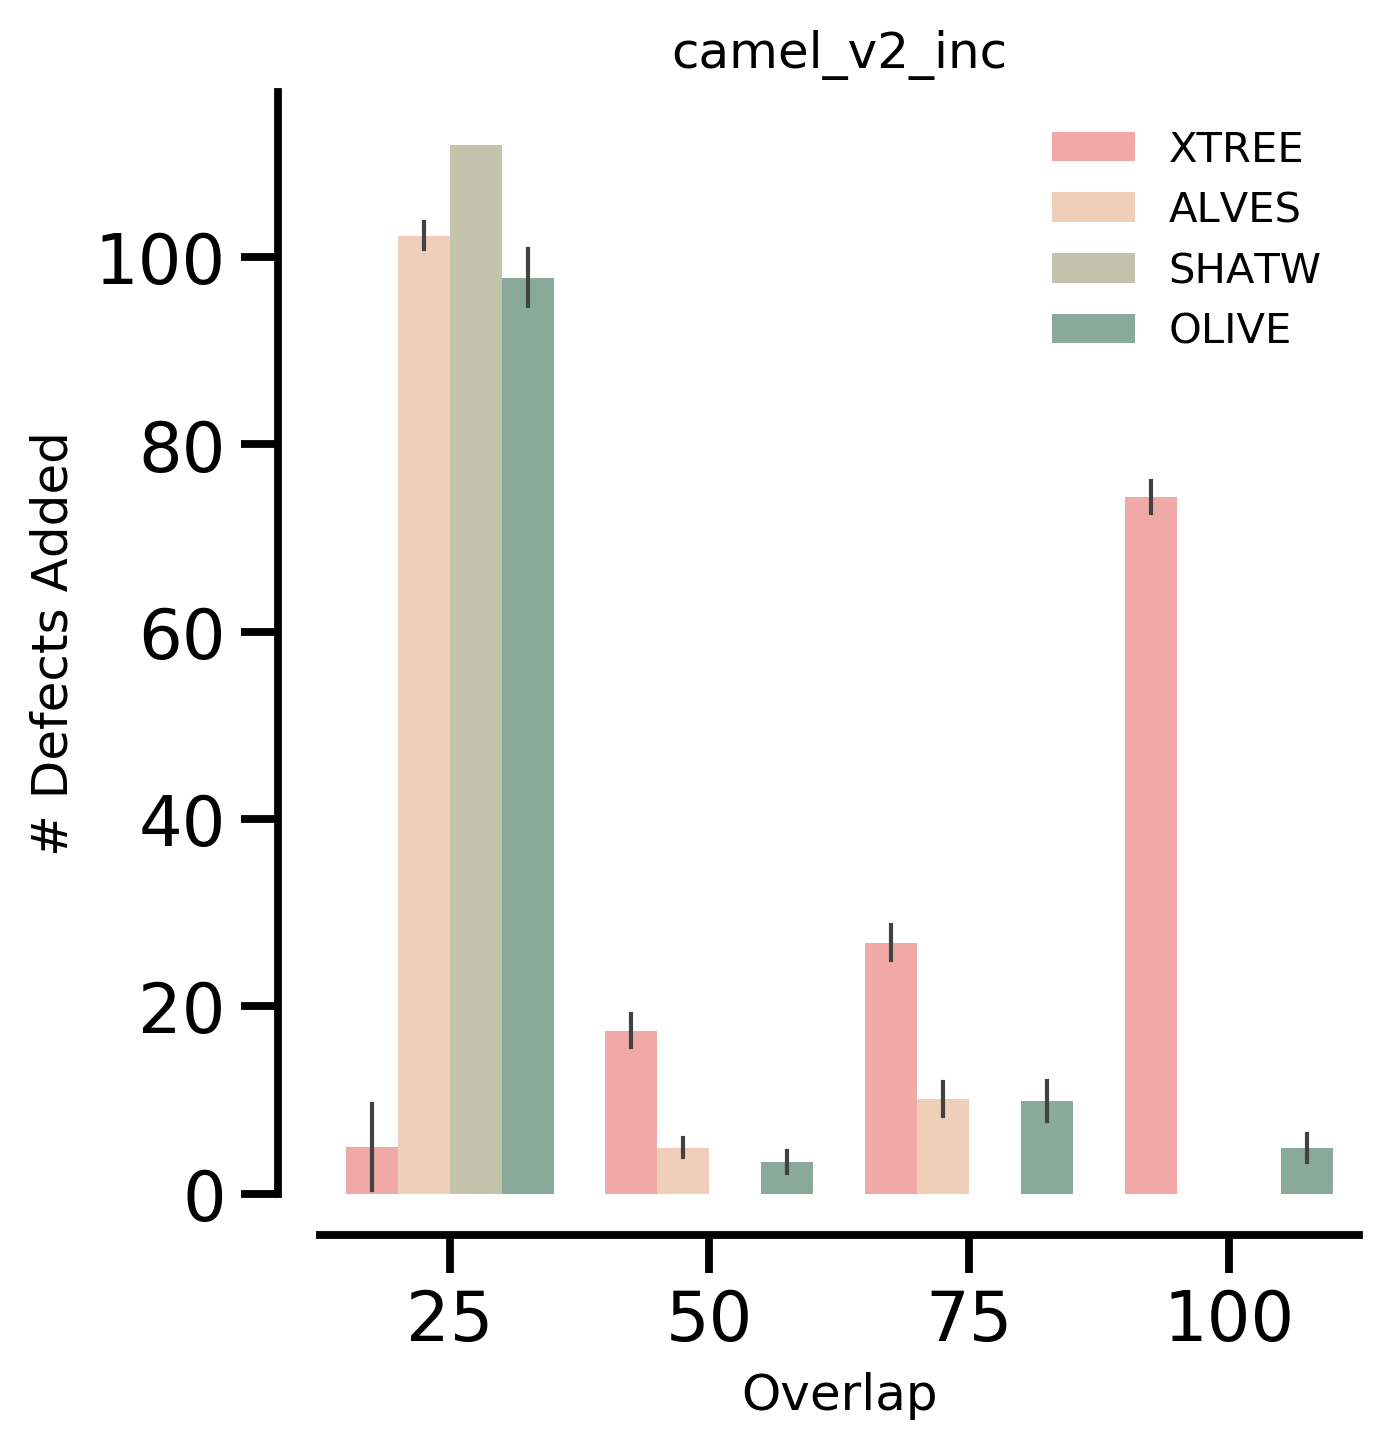 camel_v2_inc
XTREE
ALVES
SHATW
OLIVE
# Defects Added
100
80
60
40
20
0
25 50 75 100
Overlap